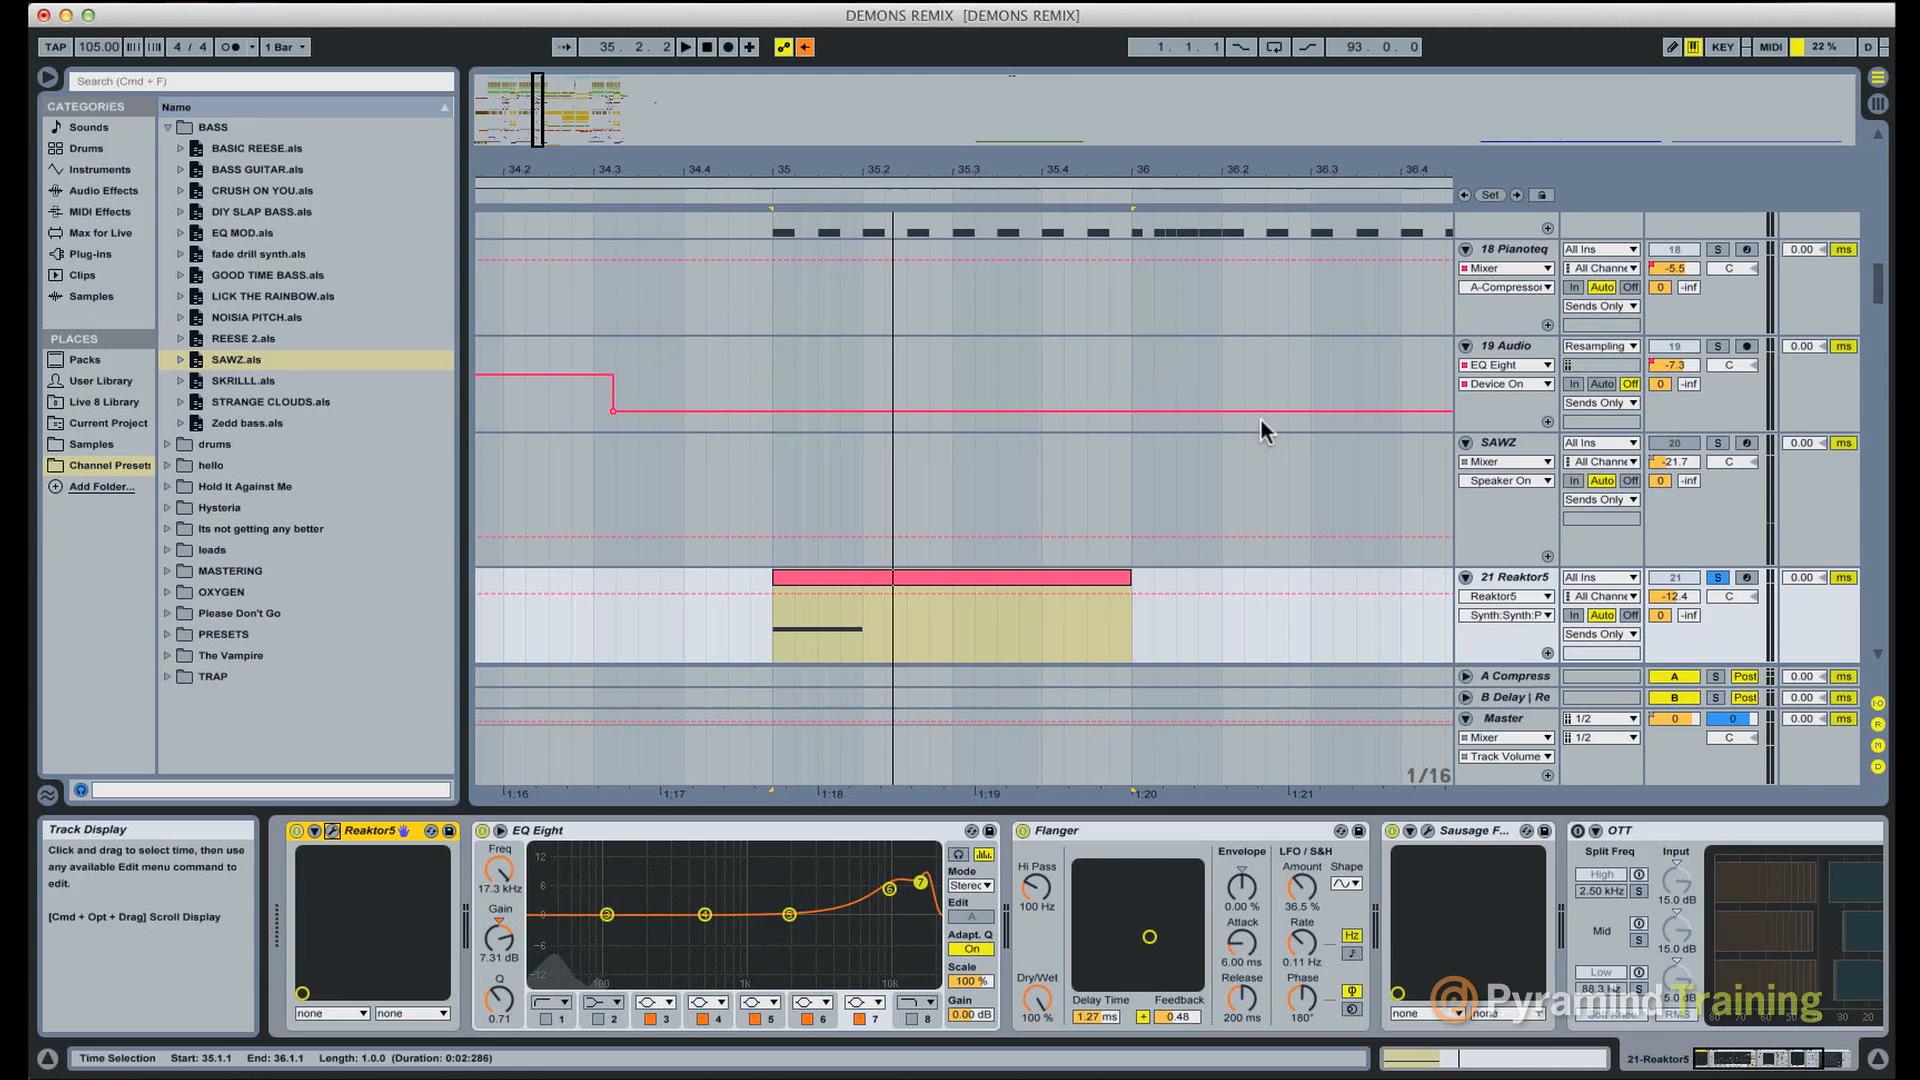 DEMONS REMIX  [DEMONS REMIX]
TAP 105.00 4 / 4 1 Bar 35 . 2 . 2 1 . 1 . 1 93 . 0 . 0 KEY MIDI 22 % D
Search (Cmd + F)
CATEGORIES
Sounds
Drums
Instruments
Audio Effects
MIDI Effects
Max for Live
Plug-ins
Clips
Samples
PLACES
Packs
User Library
Live 8 Library
Current Project
Samples
Channel Presets
Add Folder...
Name
BASS
BASIC REESE.als
BASS GUITAR.als
CRUSH ON YOU.als
DIY SLAP BASS.als
EQ MOD.als
fade drill synth.als
GOOD TIME BASS.als
LICK THE RAINBOW.als
NOISIA PITCH.als
REESE 2.als
SAWZ.als
SKRILLL.als
STRANGE CLOUDS.als
Zedd bass.als
drums
hello
Hold It Against Me
Hysteria
Its not getting any better
leads
MASTERING
OXYGEN
Please Don't Go
PRESETS
The Vampire
TRAP
34.2 34.3 34.4 35 35.2 35.3 35.4 36 36.2 36.3 36.4
Set
18 Pianoteq All Ins 18 S 0.00 ms
Mixer All Channe -5.5 C
A-Compressor In Auto Off 0 -inf
Sends Only
19 Audio Resampling 19 S 0.00 ms
EQ Eight -7.3 C
Device On In Auto Off 0 -inf
Sends Only
SAWZ All Ins 20 S 0.00 ms
Mixer All Channe -21.7 C
Speaker On In Auto Off 0 -inf
Sends Only
21 Reaktor5 All Ins 21 S 0.00 ms
Reaktor5 All Channe -12.4 C
Synth:Synth:P In Auto Off 0 -inf
Sends Only
A Compress A S Post 0.00 ms
B Delay | Re B S Post 0.00 ms
Master 1/2 0 0 0.00 ms
Mixer 1/2 C
Track Volume
1/16
1:16 1:17 1:18 1:19 1:20 1:21
Track Display
Click and drag to select time, then use
any available Edit menu command to
edit.
[Cmd + Opt + Drag] Scroll Display
Reaktor5
none none
EQ Eight
Freq
17.3 kHz
Gain
7.31 dB
Q
0.71
12
6
0
-6
-12
100 1K 10K
3 4 5 6 7
1 2 3 4 5 6 7 8
Mode
Stereo
Edit
A
Adapt. Q
On
Scale
100 %
Gain
0.00 dB
Flanger
Hi Pass
100 Hz
Dry/Wet
100 %
Delay Time
1.27 ms
+
Feedback
0.48
Envelope
0.00 %
Attack
6.00 ms
Release
200 ms
LFO / S&H
Amount
36.5 %
Shape
Rate
0.11 Hz
Hz
Phase
180°
Sausage F...
none none
OTT
Split Freq Input
High
2.50 kHz S 15.0 dB
Mid S 15.0 dB
Low
88.3 Hz S 15.0 dB
Soft Knee RMS
Pyramind Training
Time Selection Start: 35.1.1 End: 36.1.1 Length: 1.0.0 (Duration: 0:02:286)
21-Reaktor5